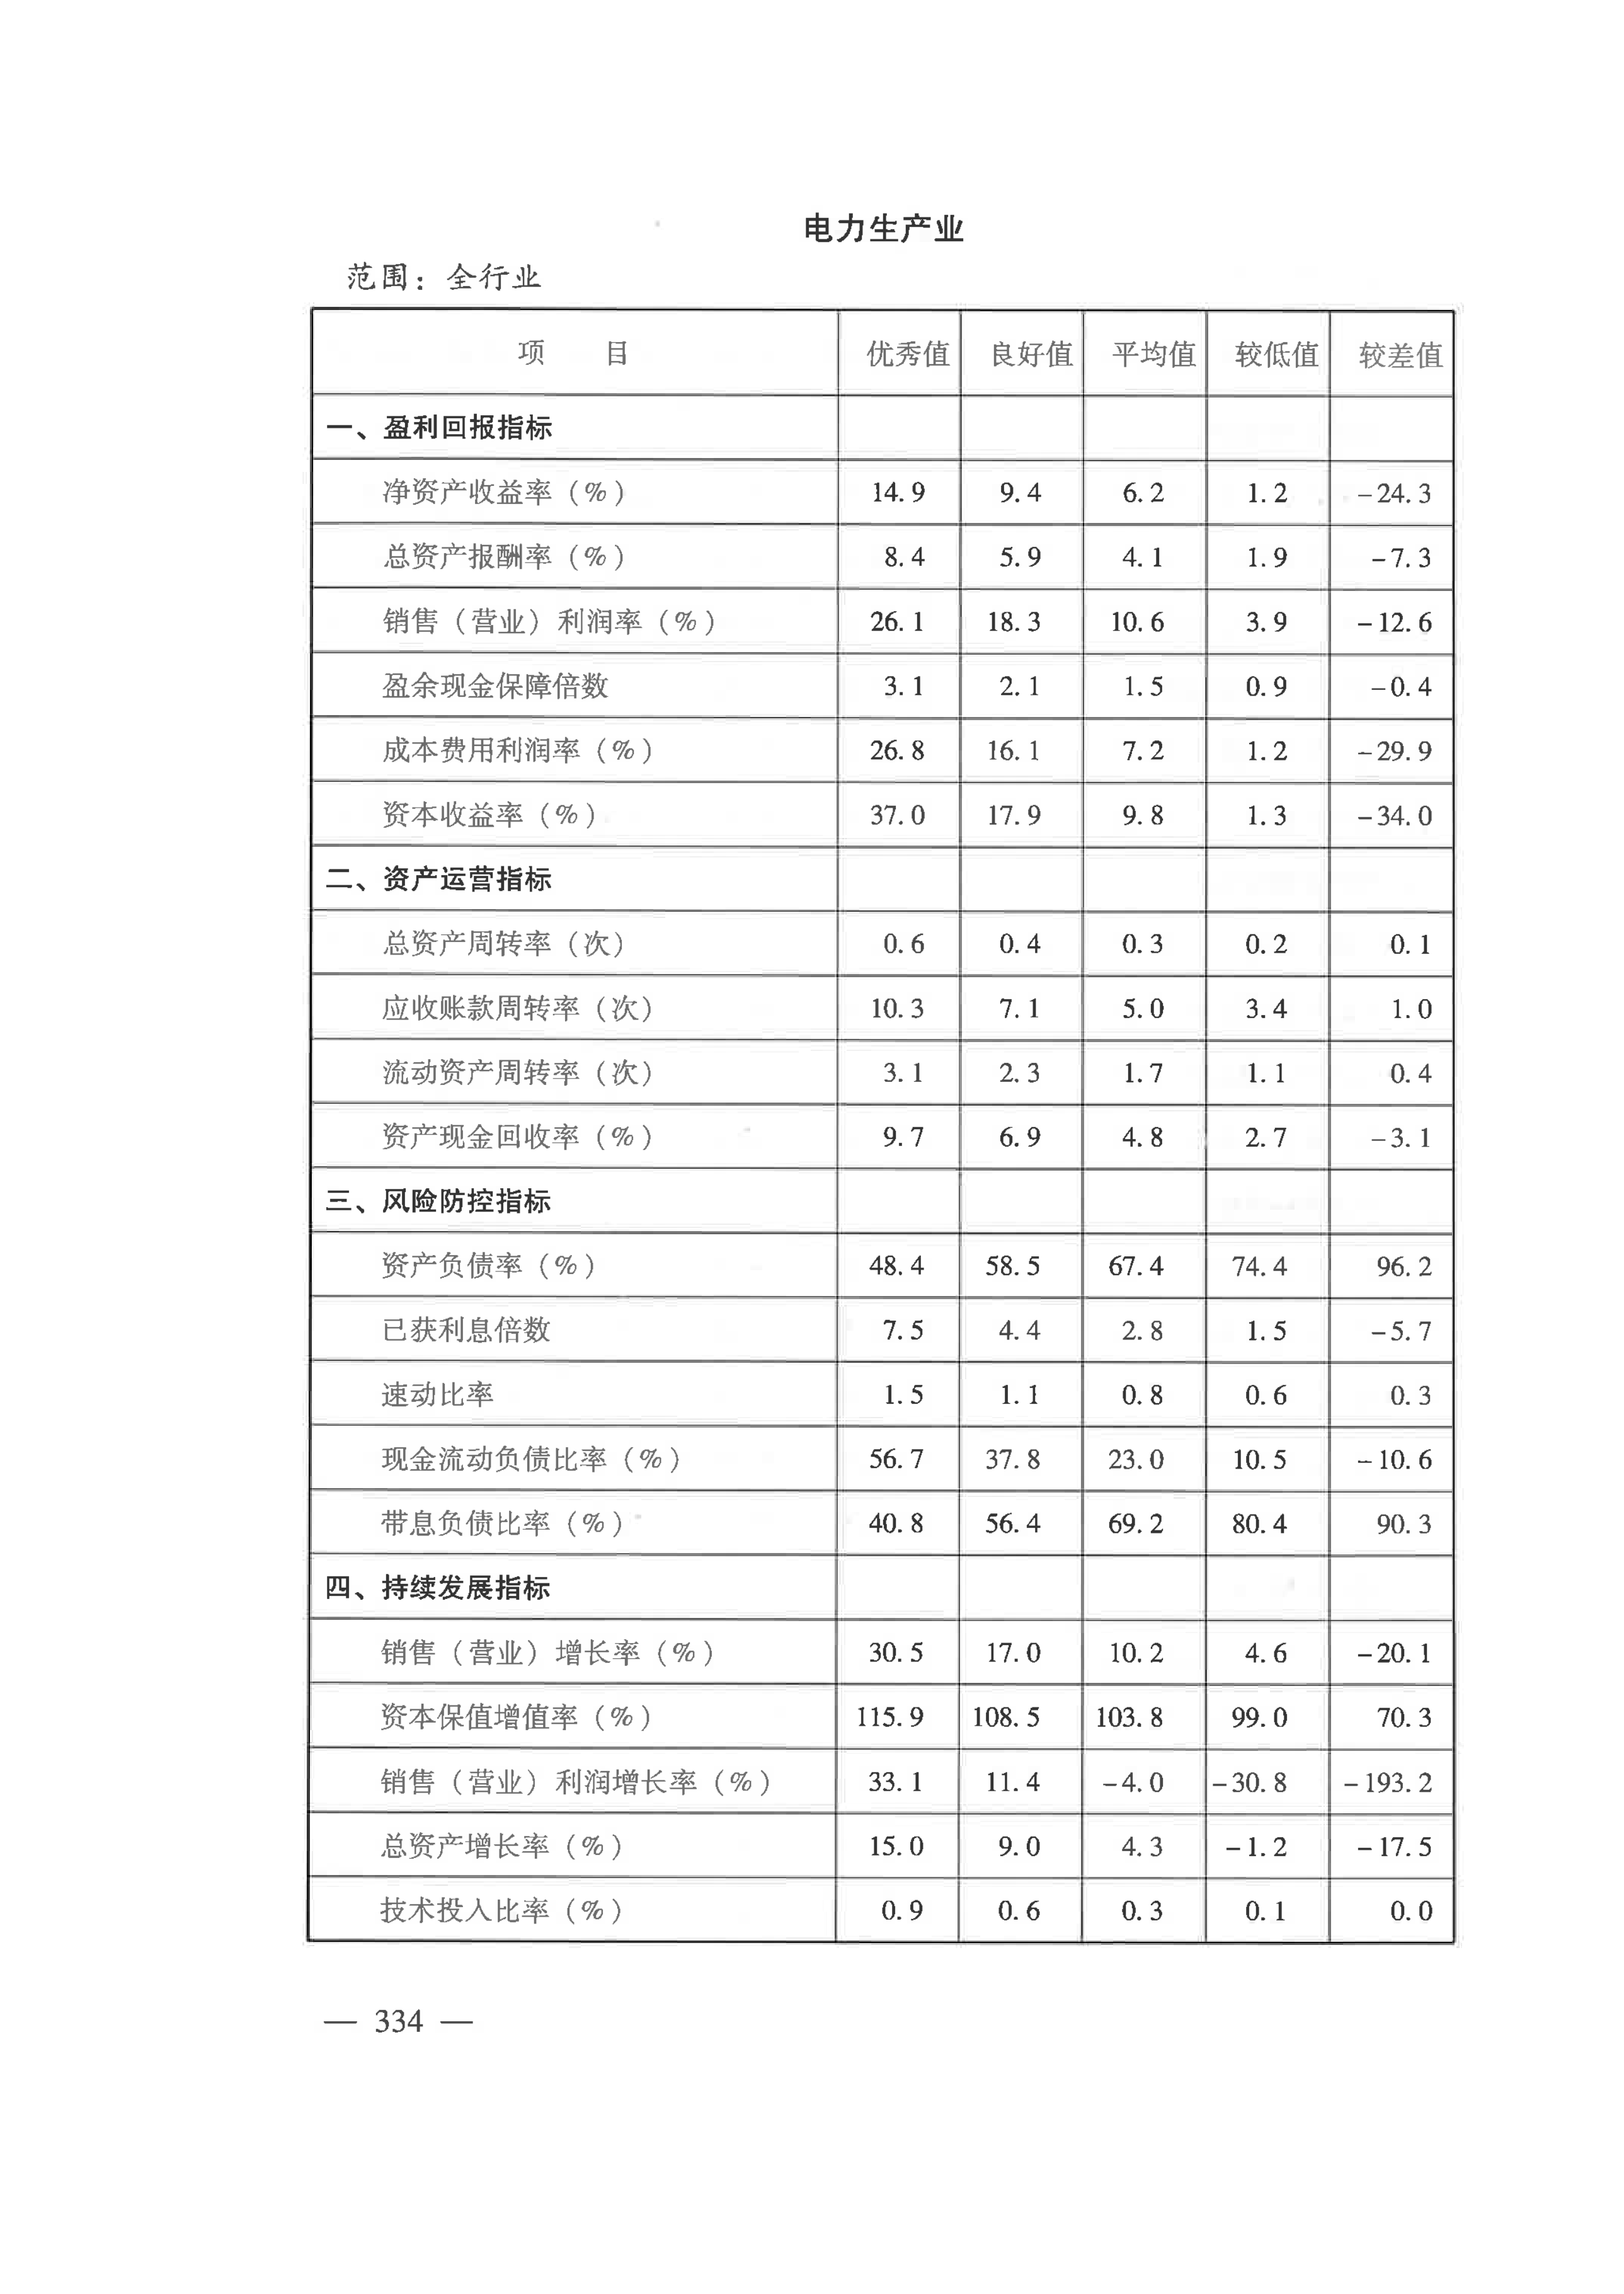 电力生产业
范围：全行业
项 目 优秀值 良好值 平均值 较低值 较差值
一、盈利回报指标
净资产收益率（%） 14.9 9.4 6.2 1.2 -24.3
总资产报酬率（%） 8.4 5.9 4.1 1.9 -7.3
销售（营业）利润率（%） 26.1 18.3 10.6 3.9 -12.6
盈余现金保障倍数 3.1 2.1 1.5 0.9 -0.4
成本费用利润率（%） 26.8 16.1 7.2 1.2 -29.9
资本收益率（%） 37.0 17.9 9.8 1.3 -34.0
二、资产运营指标
总资产周转率（次） 0.6 0.4 0.3 0.2 0.1
应收账款周转率（次） 10.3 7.1 5.0 3.4 1.0
流动资产周转率（次） 3.1 2.3 1.7 1.1 0.4
资产现金回收率（%） 9.7 6.9 4.8 2.7 -3.1
三、风险防控指标
资产负债率（%） 48.4 58.5 67.4 74.4 96.2
已获利息倍数 7.5 4.4 2.8 1.5 -5.7
速动比率 1.5 1.1 0.8 0.6 0.3
现金流动负债比率（%） 56.7 37.8 23.0 10.5 -10.6
带息负债比率（%） 40.8 56.4 69.2 80.4 90.3
四、持续发展指标
销售（营业）增长率（%） 30.5 17.0 10.2 4.6 -20.1
资本保值增值率（%） 115.9 108.5 103.8 99.0 70.3
销售（营业）利润增长率（%） 33.1 11.4 -4.0 -30.8 -193.2
总资产增长率（%） 15.0 9.0 4.3 -1.2 -17.5
技术投入比率（%） 0.9 0.6 0.3 0.1 0.0
— 334 —